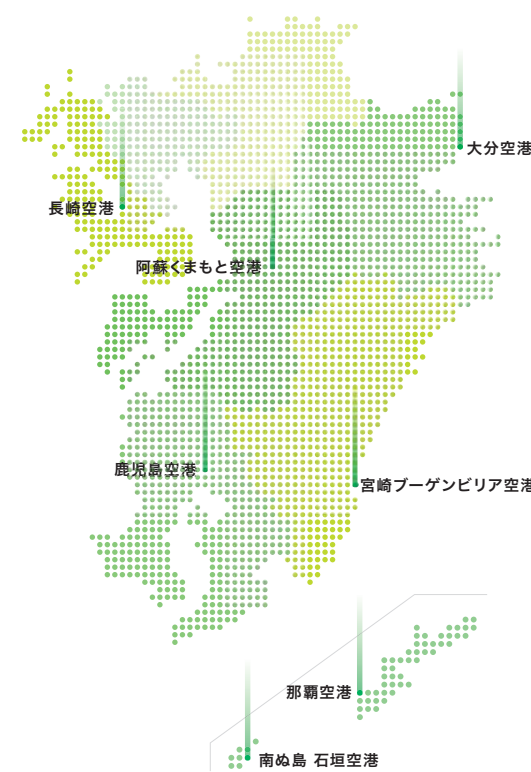 大分空港
長崎空港
阿蘇くまもと空港
鹿児島空港
宮崎ブーゲンビリア空港
那覇空港
南ぬ島 石垣空港